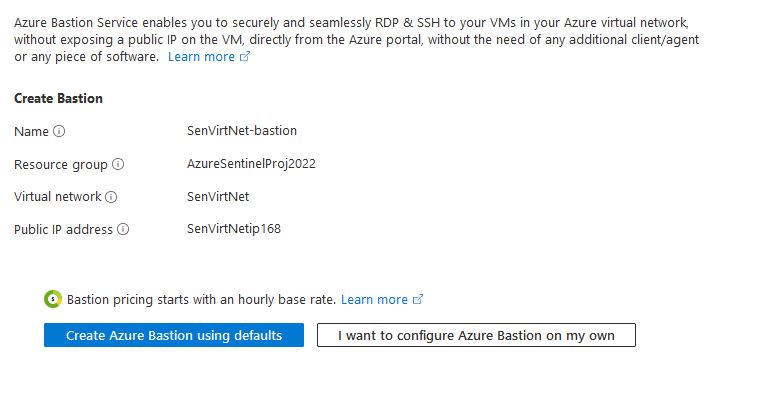 Azure Bastion Service enables you to securely and seamlessly RDP & SSH to your VMs in your Azure virtual network,
without exposing a public IP on the VM, directly from the Azure portal, without the need of any additional client/agent
or any piece of software. Learn more
Create Bastion
Name SenVirtNet-bastion
Resource group AzureSentinelProj2022
Virtual network SenVirtNet
Public IP address SenVirtNetip168
Bastion pricing starts with an hourly base rate. Learn more
Create Azure Bastion using defaults I want to configure Azure Bastion on my own